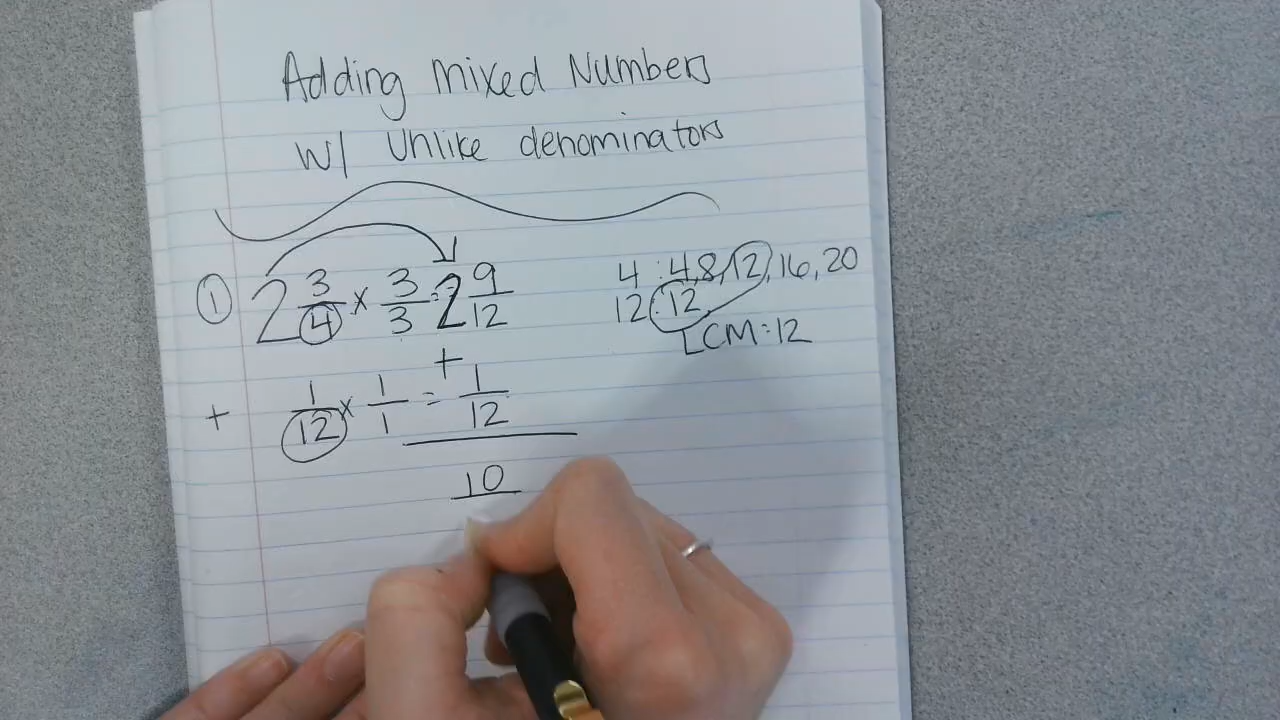 Adding Mixed Numbers
w/ Unlike denominators
① 2 3/4 x 3/3 = 2 9/12
+ 1/12 x 1/1 = + 1/12
10
4 : 4,8,12,16,20
12 : 12
LCM: 12